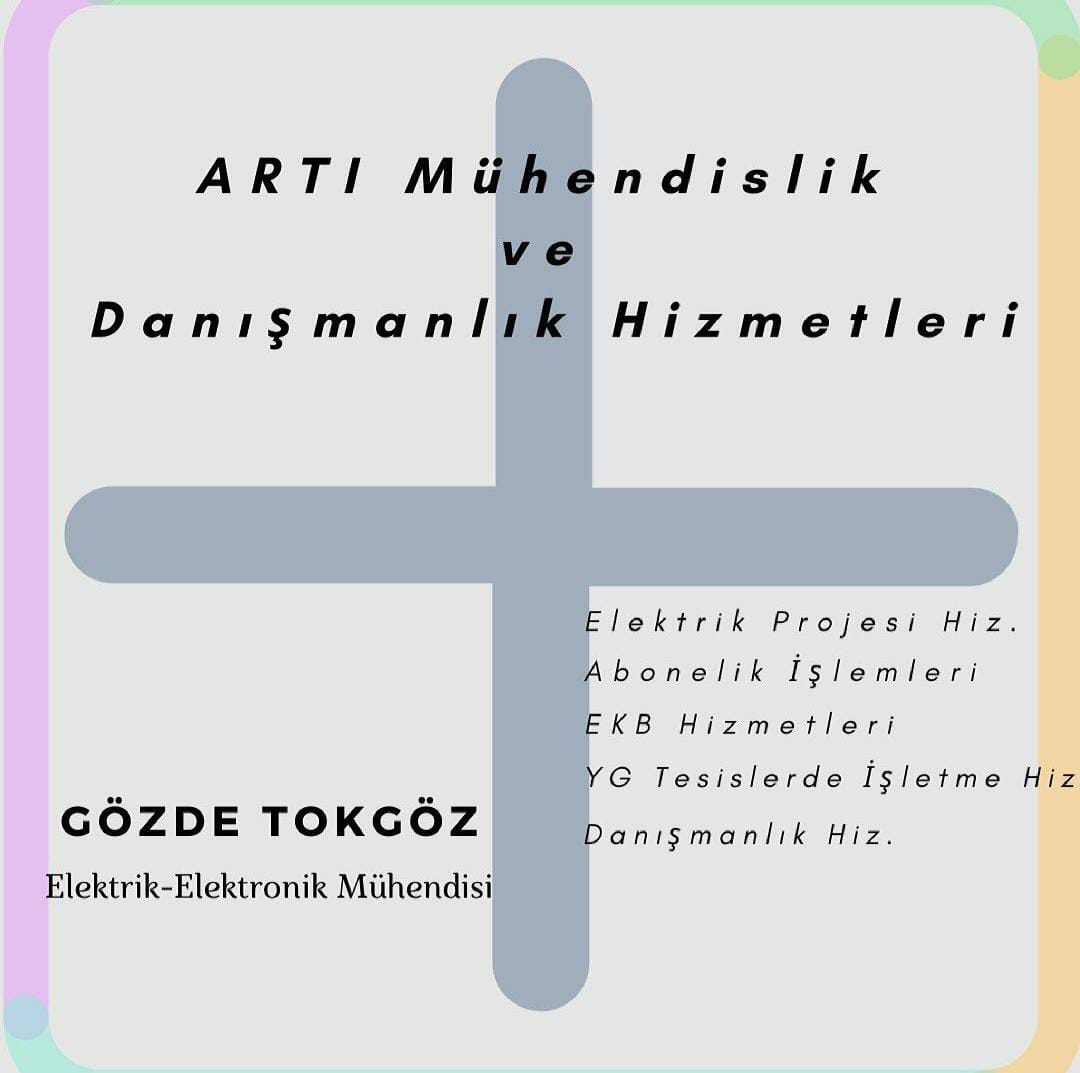 ARTI Mühendislik
ve
Danışmanlık Hizmetleri
Elektrik Projesi Hiz.
Abonelik İşlemleri
EKB Hizmetleri
YG Tesislerde İşletme Hiz
Danışmanlık Hiz.
GÖZDE TOKGÖZ
Elektrik-Elektronik Mühendisi